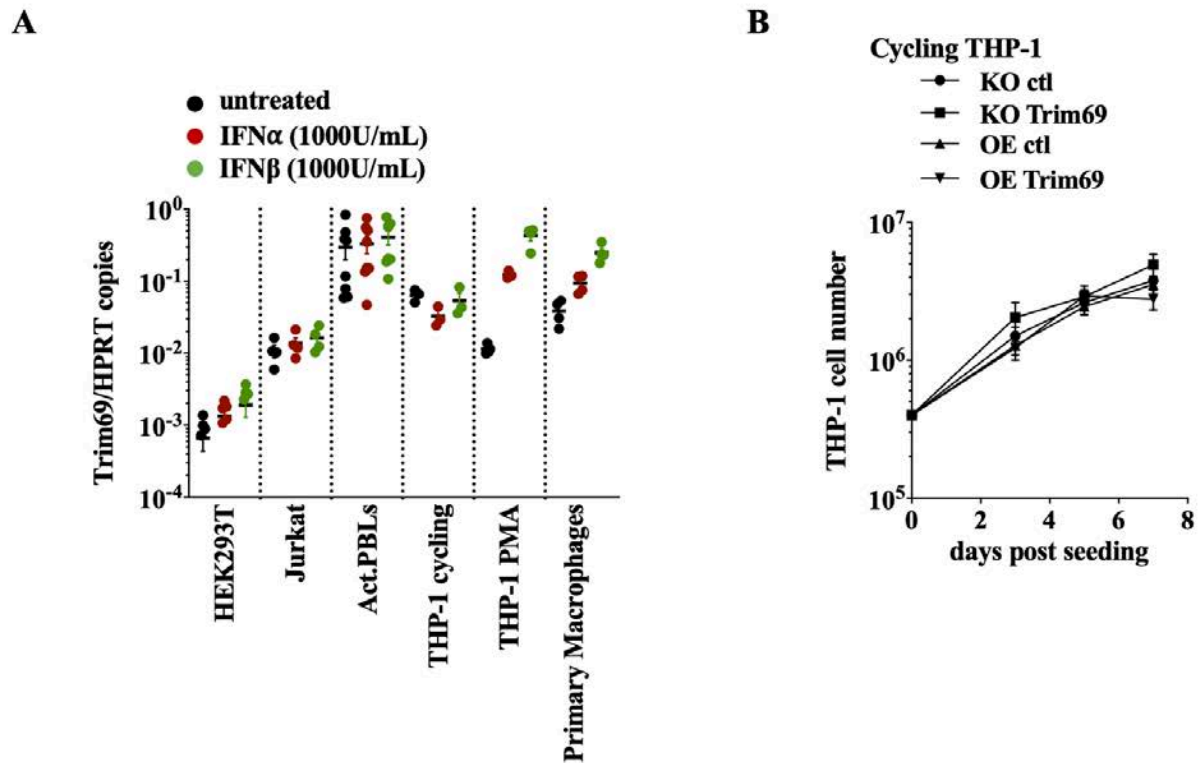 A
untreated
IFNα (1000U/mL)
IFNβ (1000U/mL)
Trim69/HPRT copies
10^0
10^-1
10^-2
10^-3
10^-4
HEK293T
Jurkat
Act.PBLs
THP-1 cycling
THP-1 PMA
Primary Macrophages
B
Cycling THP-1
KO ctl
KO Trim69
OE ctl
OE Trim69
THP-1 cell number
10^7
10^6
10^5
0 2 4 6 8
days post seeding